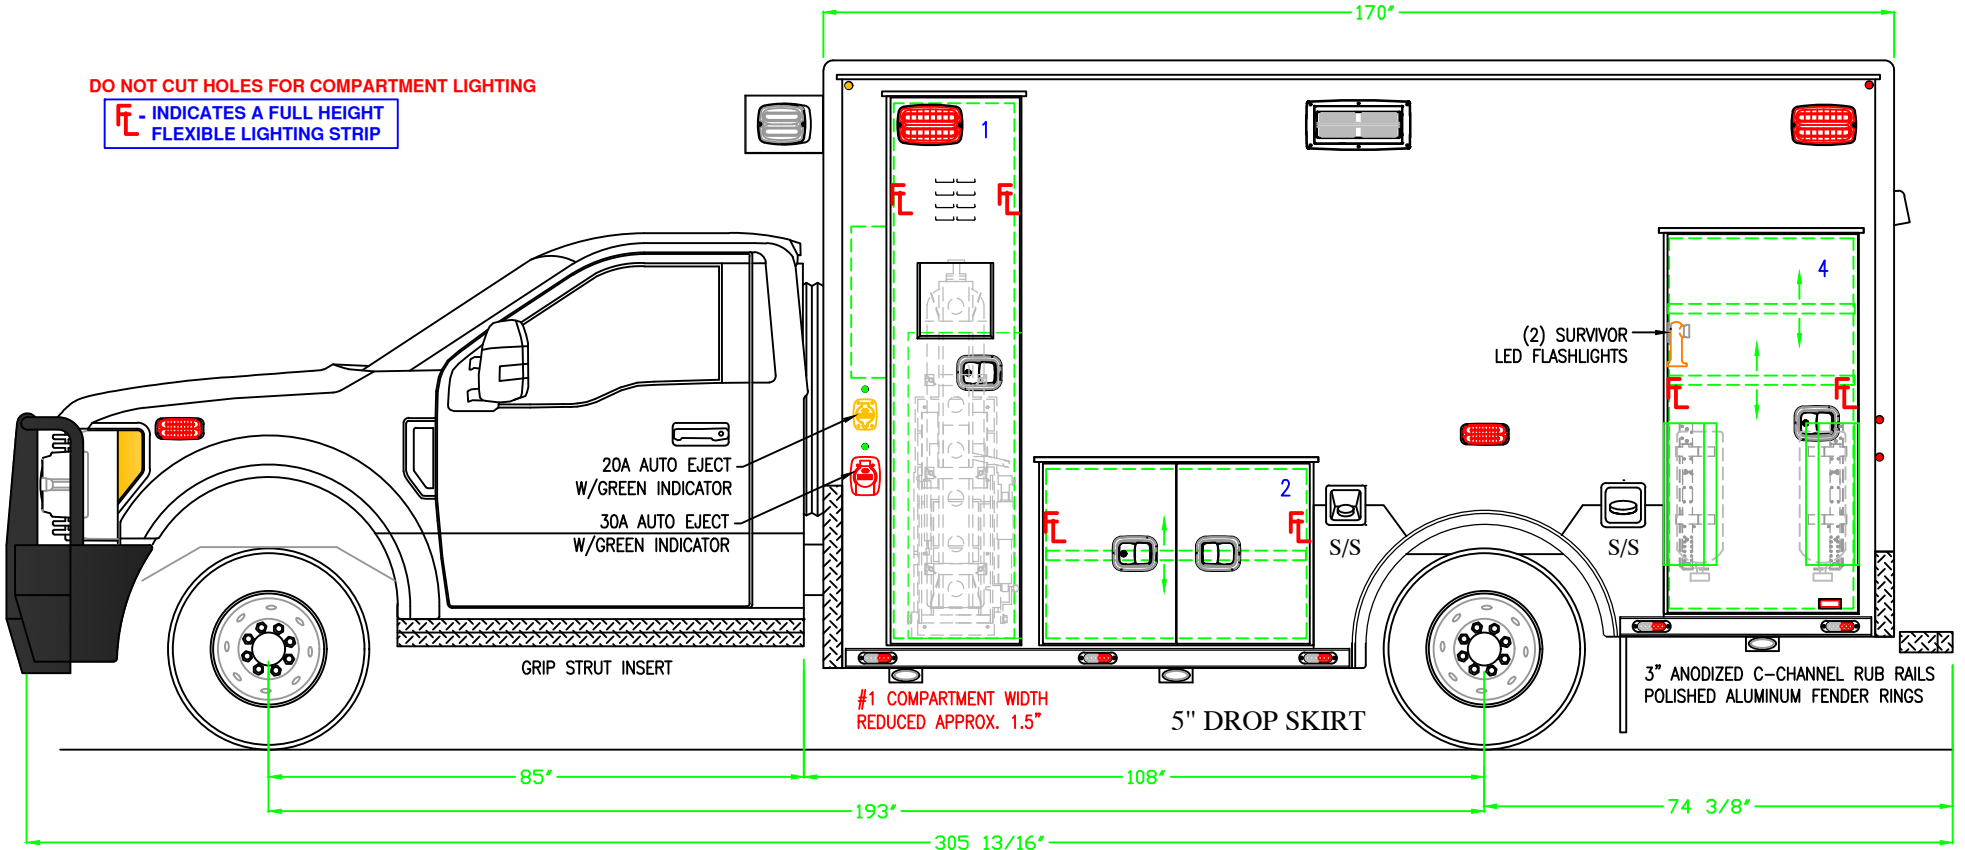 170"
DO NOT CUT HOLES FOR COMPARTMENT LIGHTING
FL - INDICATES A FULL HEIGHT
FLEXIBLE LIGHTING STRIP
1
FL
FL
4
(2) SURVIVOR
LED FLASHLIGHTS
FL
FL
20A AUTO EJECT
W/GREEN INDICATOR
30A AUTO EJECT
W/GREEN INDICATOR
2
FL
FL
S/S
S/S
GRIP STRUT INSERT
#1 COMPARTMENT WIDTH
REDUCED APPROX. 1.5"
5" DROP SKIRT
3" ANODIZED C-CHANNEL RUB RAILS
POLISHED ALUMINUM FENDER RINGS
85"
108"
193"
74 3/8"
305 13/16"